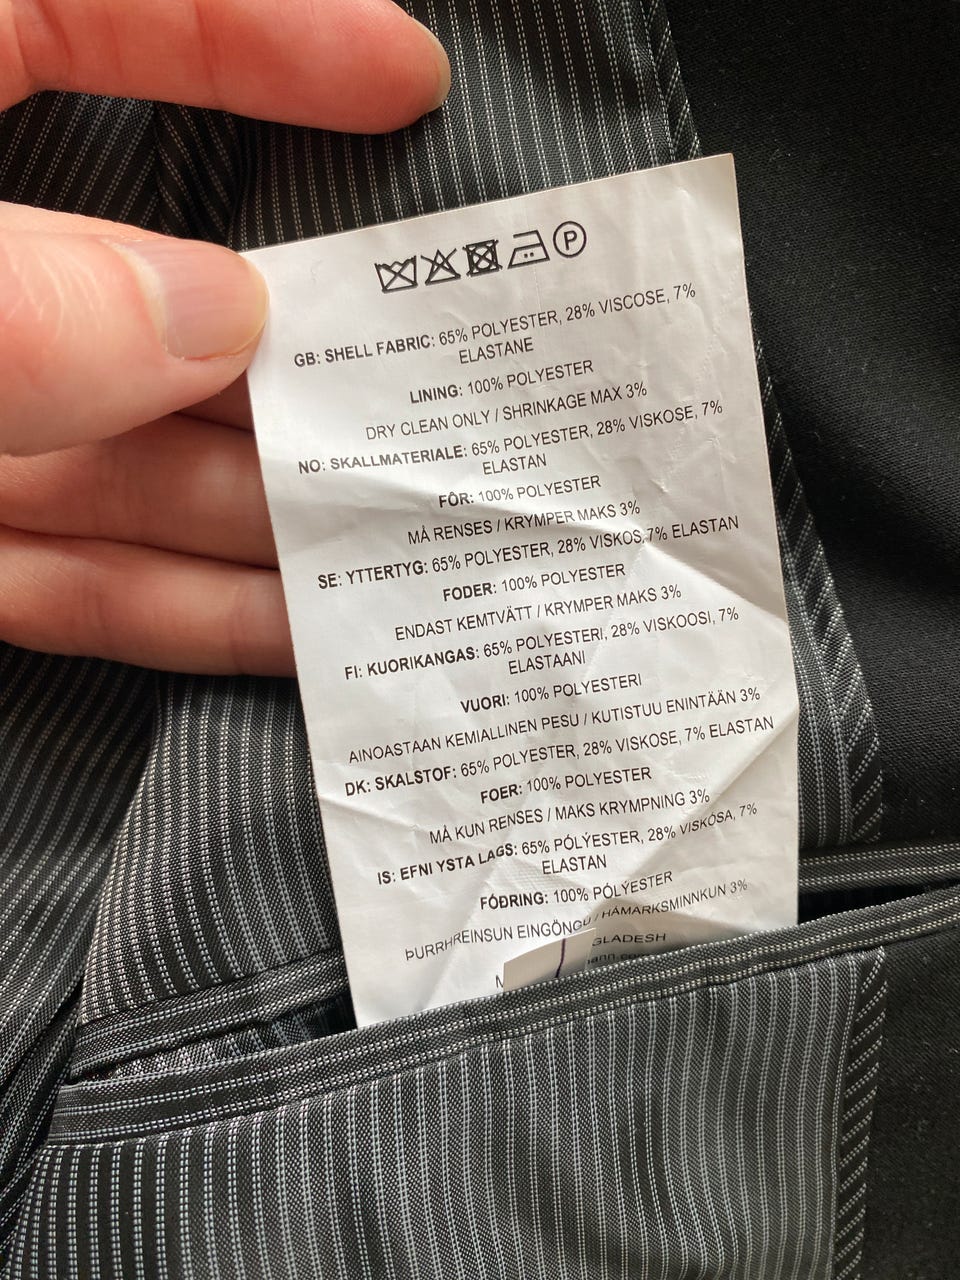 P
GB: SHELL FABRIC: 65% POLYESTER, 28% VISCOSE, 7%
ELASTANE
LINING: 100% POLYESTER
DRY CLEAN ONLY / SHRINKAGE MAX 3%
NO: SKALLMATERIALE: 65% POLYESTER, 28% VISKOSE, 7%
ELASTAN
FÔR: 100% POLYESTER
MÅ RENSES / KRYMPER MAKS 3%
SE: YTTERTYG: 65% POLYESTER, 28% VISKOS,7% ELASTAN
FODER: 100% POLYESTER
ENDAST KEMTVÄTT / KRYMPER MAKS 3%
FI: KUORIKANGAS: 65% POLYESTERI, 28% VISKOOSI, 7%
ELASTAANI
VUORI: 100% POLYESTERI
AINOASTAAN KEMIALLINEN PESU / KUTISTUU ENINTÄÄN 3%
DK: SKALSTOF: 65% POLYESTER, 28% VISKOSE, 7% ELASTAN
FOER: 100% POLYESTER
MÅ KUN RENSES / MAKS KRYMPNING 3%
IS: EFNI YSTA LAGS: 65% PÓLÝESTER, 28% VISKÓSA, 7%
ELASTAN
FÓÐRING: 100% PÓLÝESTER
ÞURRHREINSUN EINGÖNGU / HÁMARKSMINNKUN 3%
GLADESH